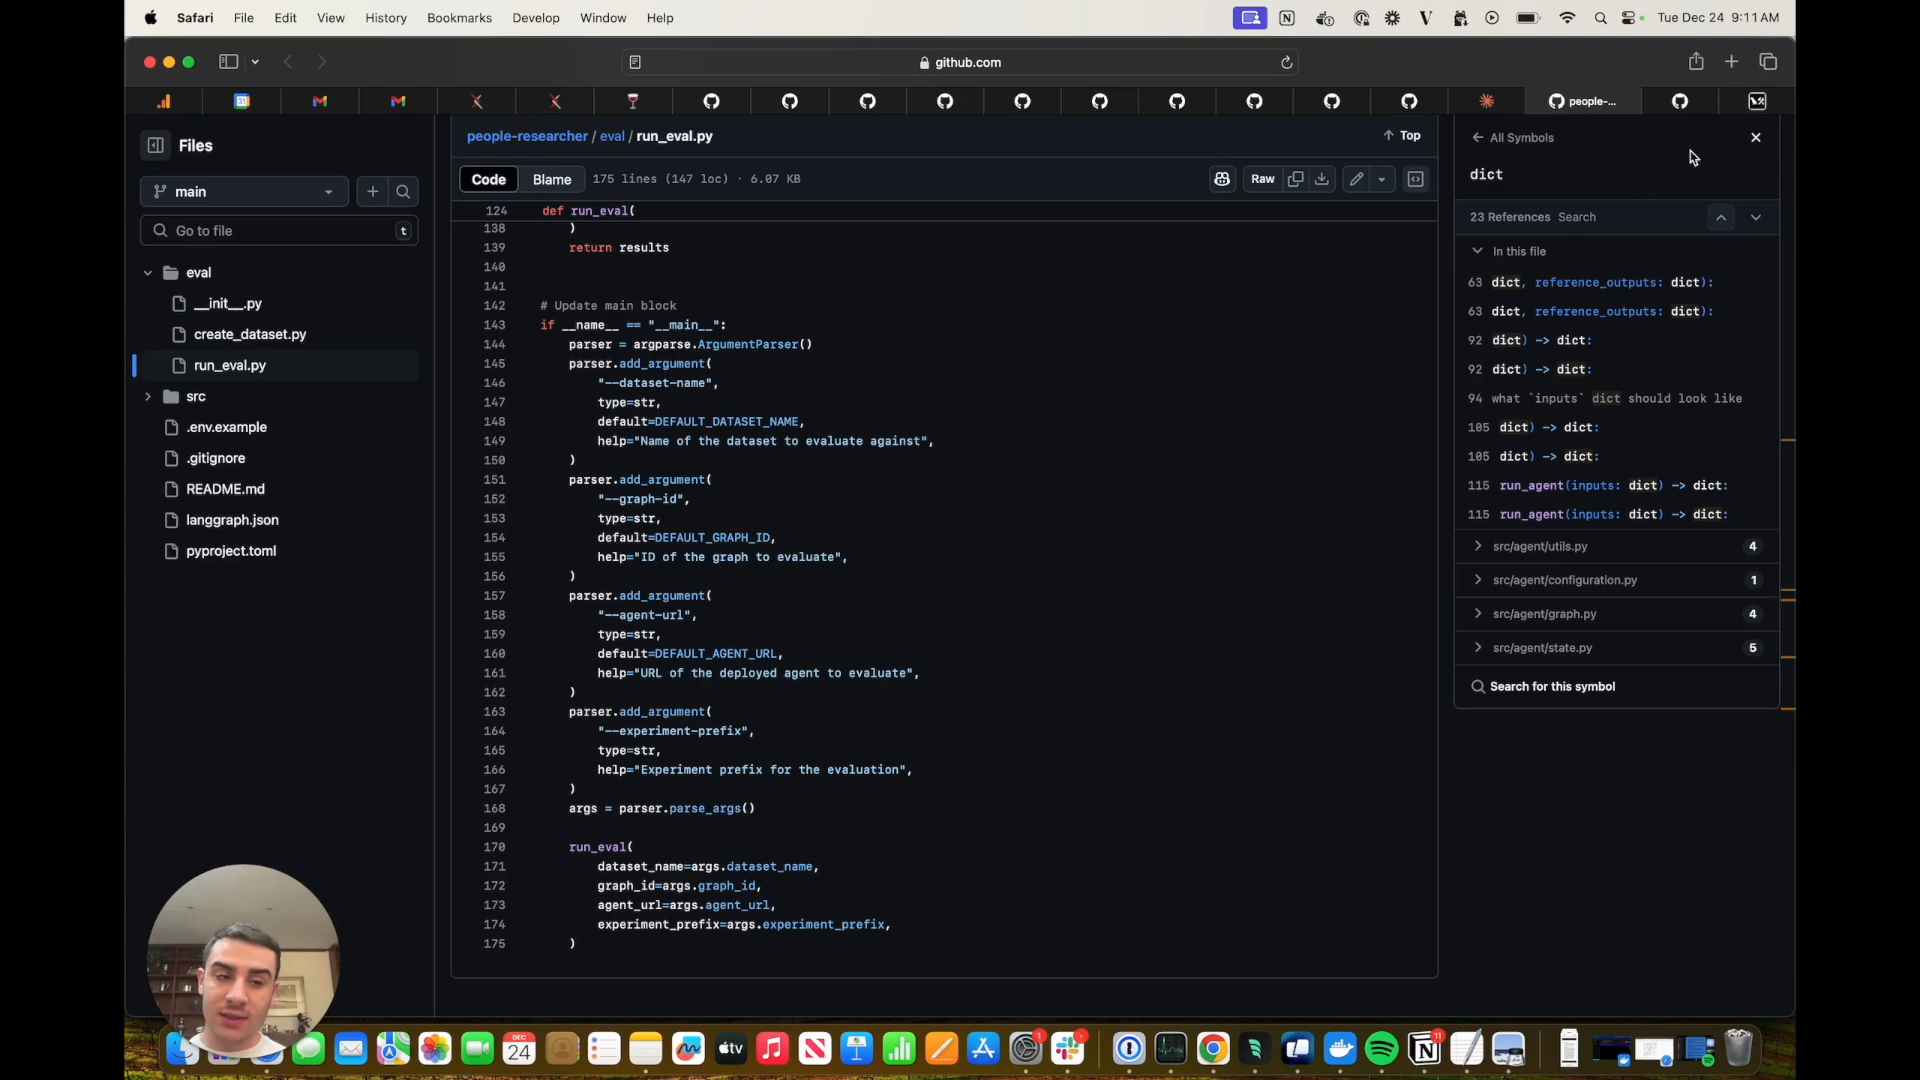 Safari File Edit View History Bookmarks Develop Window Help
Tue Dec 24 9:11 AM
github.com
people-...
Files
main
Go to file
t
eval
__init__.py
create_dataset.py
run_eval.py
src
.env.example
.gitignore
README.md
langgraph.json
pyproject.toml
people-researcher / eval / run_eval.py
Top
Code Blame 175 lines (147 loc) · 6.07 KB
Raw
124 def run_eval(
138 )
139 return results
140
141
142 # Update main block
143 if __name__ == "__main__":
144 parser = argparse.ArgumentParser()
145 parser.add_argument(
146 "--dataset-name",
147 type=str,
148 default=DEFAULT_DATASET_NAME,
149 help="Name of the dataset to evaluate against",
150 )
151 parser.add_argument(
152 "--graph-id",
153 type=str,
154 default=DEFAULT_GRAPH_ID,
155 help="ID of the graph to evaluate",
156 )
157 parser.add_argument(
158 "--agent-url",
159 type=str,
160 default=DEFAULT_AGENT_URL,
161 help="URL of the deployed agent to evaluate",
162 )
163 parser.add_argument(
164 "--experiment-prefix",
165 type=str,
166 help="Experiment prefix for the evaluation",
167 )
168 args = parser.parse_args()
169
170 run_eval(
171 dataset_name=args.dataset_name,
172 graph_id=args.graph_id,
173 agent_url=args.agent_url,
174 experiment_prefix=args.experiment_prefix,
175 )
All Symbols
dict
23 References Search
In this file
63 dict, reference_outputs: dict):
63 dict, reference_outputs: dict):
92 dict) -> dict:
92 dict) -> dict:
94 what `inputs` dict should look like
105 dict) -> dict:
105 dict) -> dict:
115 run_agent(inputs: dict) -> dict:
115 run_agent(inputs: dict) -> dict:
src/agent/utils.py 4
src/agent/configuration.py 1
src/agent/graph.py 4
src/agent/state.py 5
Search for this symbol
DEC
24
tv
1
11